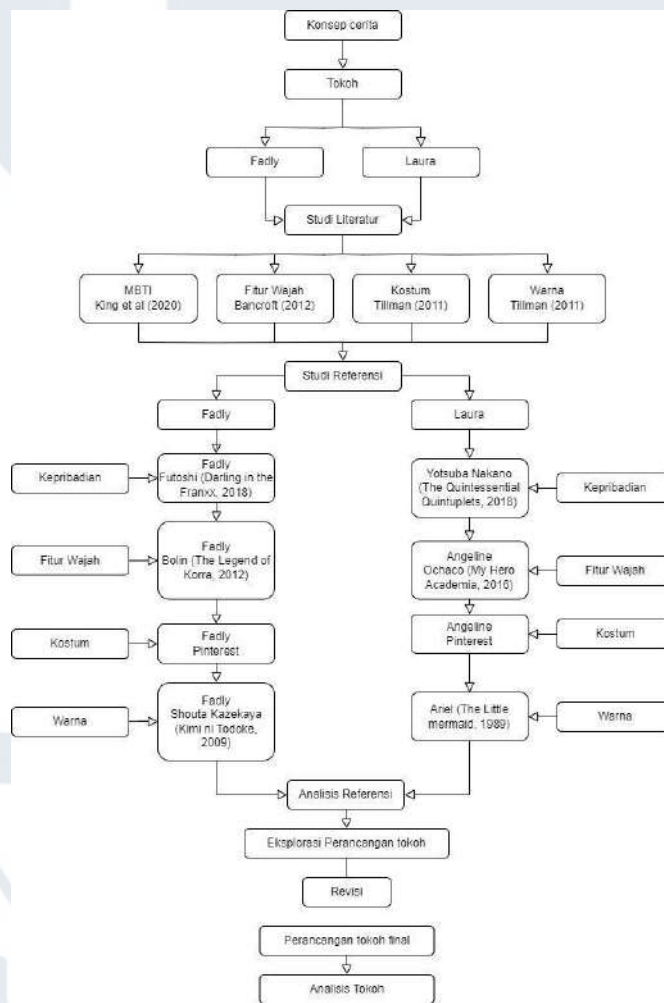 Konsep cerita
Tokoh
Fadly
Laura
Studi Literatur
MBTI
King et al (2020)
Fitur Wajah
Bancroft (2012)
Kostum
Tillman (2011)
Warna
Tillman (2011)
Studi Referensi
Fadly
Laura
Kepribadian
Fadly
Futoshi (Darling in the
Franxx, 2018)
Yotsuba Nakano
(The Quintessential
Quintuplets, 2018)
Kepribadian
Fitur Wajah
Fadly
Bolin (The Legend of
Korra, 2012)
Angeline
Ochaco (My Hero
Academia, 2016)
Fitur Wajah
Kostum
Fadly
Pinterest
Angeline
Pinterest
Kostum
Warna
Fadly
Shouta Kazekaya
(Kimi ni Todoke,
2009)
Ariel (The Little
mermaid, 1989)
Warna
Analisis Referensi
Eksplorasi Perancangan tokoh
Revisi
Perancangan tokoh final
Analisis Tokoh